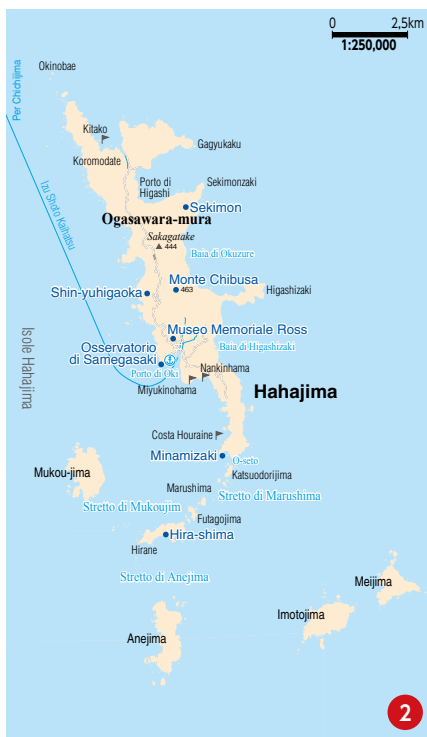 0 2,5km
1:250,000
Okinobae
Per Chichijima
Kitako
Gagyukaku
Koromodate
Porto di
Higashi
Sekimonzaki
Izu Shoto Kaihatsu
Sekimon
Ogasawara-mura
Sakagatake
444
Baia di Okuzure
Monte Chibusa
463
Shin-yuhigaoka
Higashizaki
Museo Memoriale Ross
Osservatorio
di Samegasaki
Baia di Higashizaki
Isole Hahajima
Porto di Oki
Nankinhama
Miyukinohama
Hahajima
Costa Houraine
Minamizaki
O-seto
Mukou-jima
Katsuodorijima
Marushima
Stretto di Marushima
Stretto di Mukoujim
Futagojima
Hira-shima
Hirane
Stretto di Anejima
Meijima
Imotojima
Anejima
2